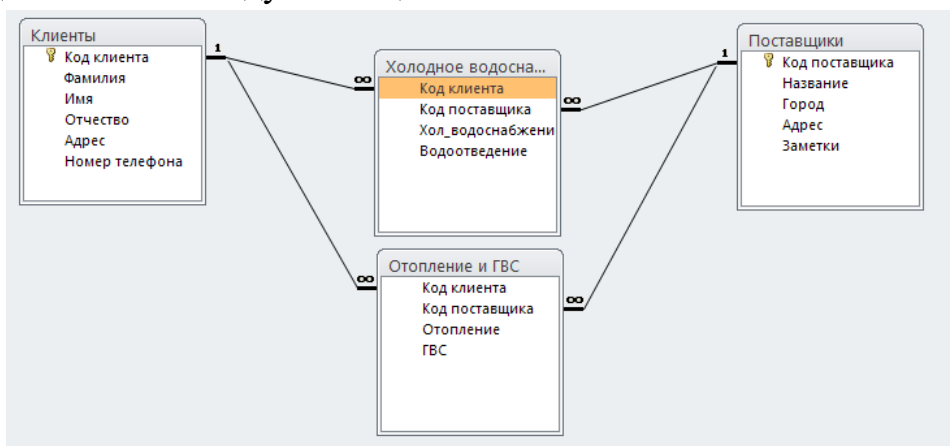 Клиенты
Код клиента
Фамилия
Имя
Отчество
Адрес
Номер телефона
1
∞
∞
Холодное водосна...
Код клиента
Код поставщика
Хол_водоснабжени
Водоотведение
∞
Отопление и ГВС
Код клиента
Код поставщика
Отопление
ГВС
∞
1
Поставщики
Код поставщика
Название
Город
Адрес
Заметки